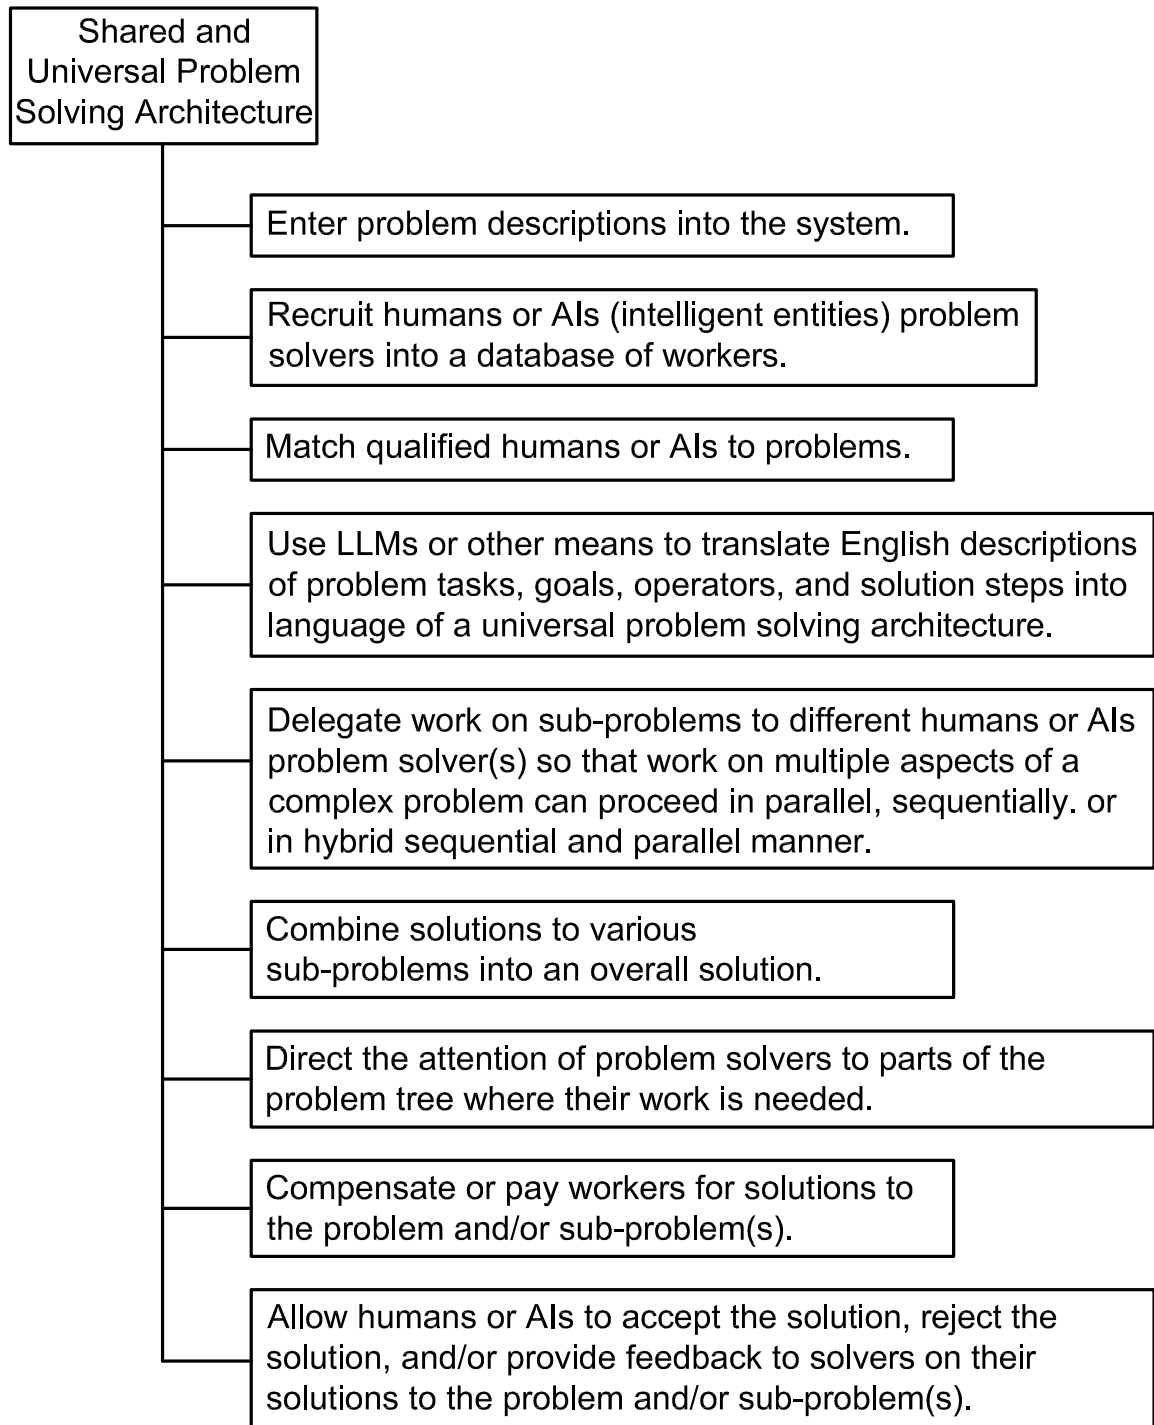 Shared and
Universal Problem
Solving Architecture
Enter problem descriptions into the system.
Recruit humans or AIs (intelligent entities) problem
solvers into a database of workers.
Match qualified humans or AIs to problems.
Use LLMs or other means to translate English descriptions
of problem tasks, goals, operators, and solution steps into
language of a universal problem solving architecture.
Delegate work on sub-problems to different humans or AIs
problem solver(s) so that work on multiple aspects of a
complex problem can proceed in parallel, sequentially. or
in hybrid sequential and parallel manner.
Combine solutions to various
sub-problems into an overall solution.
Direct the attention of problem solvers to parts of the
problem tree where their work is needed.
Compensate or pay workers for solutions to
the problem and/or sub-problem(s).
Allow humans or AIs to accept the solution, reject the
solution, and/or provide feedback to solvers on their
solutions to the problem and/or sub-problem(s).